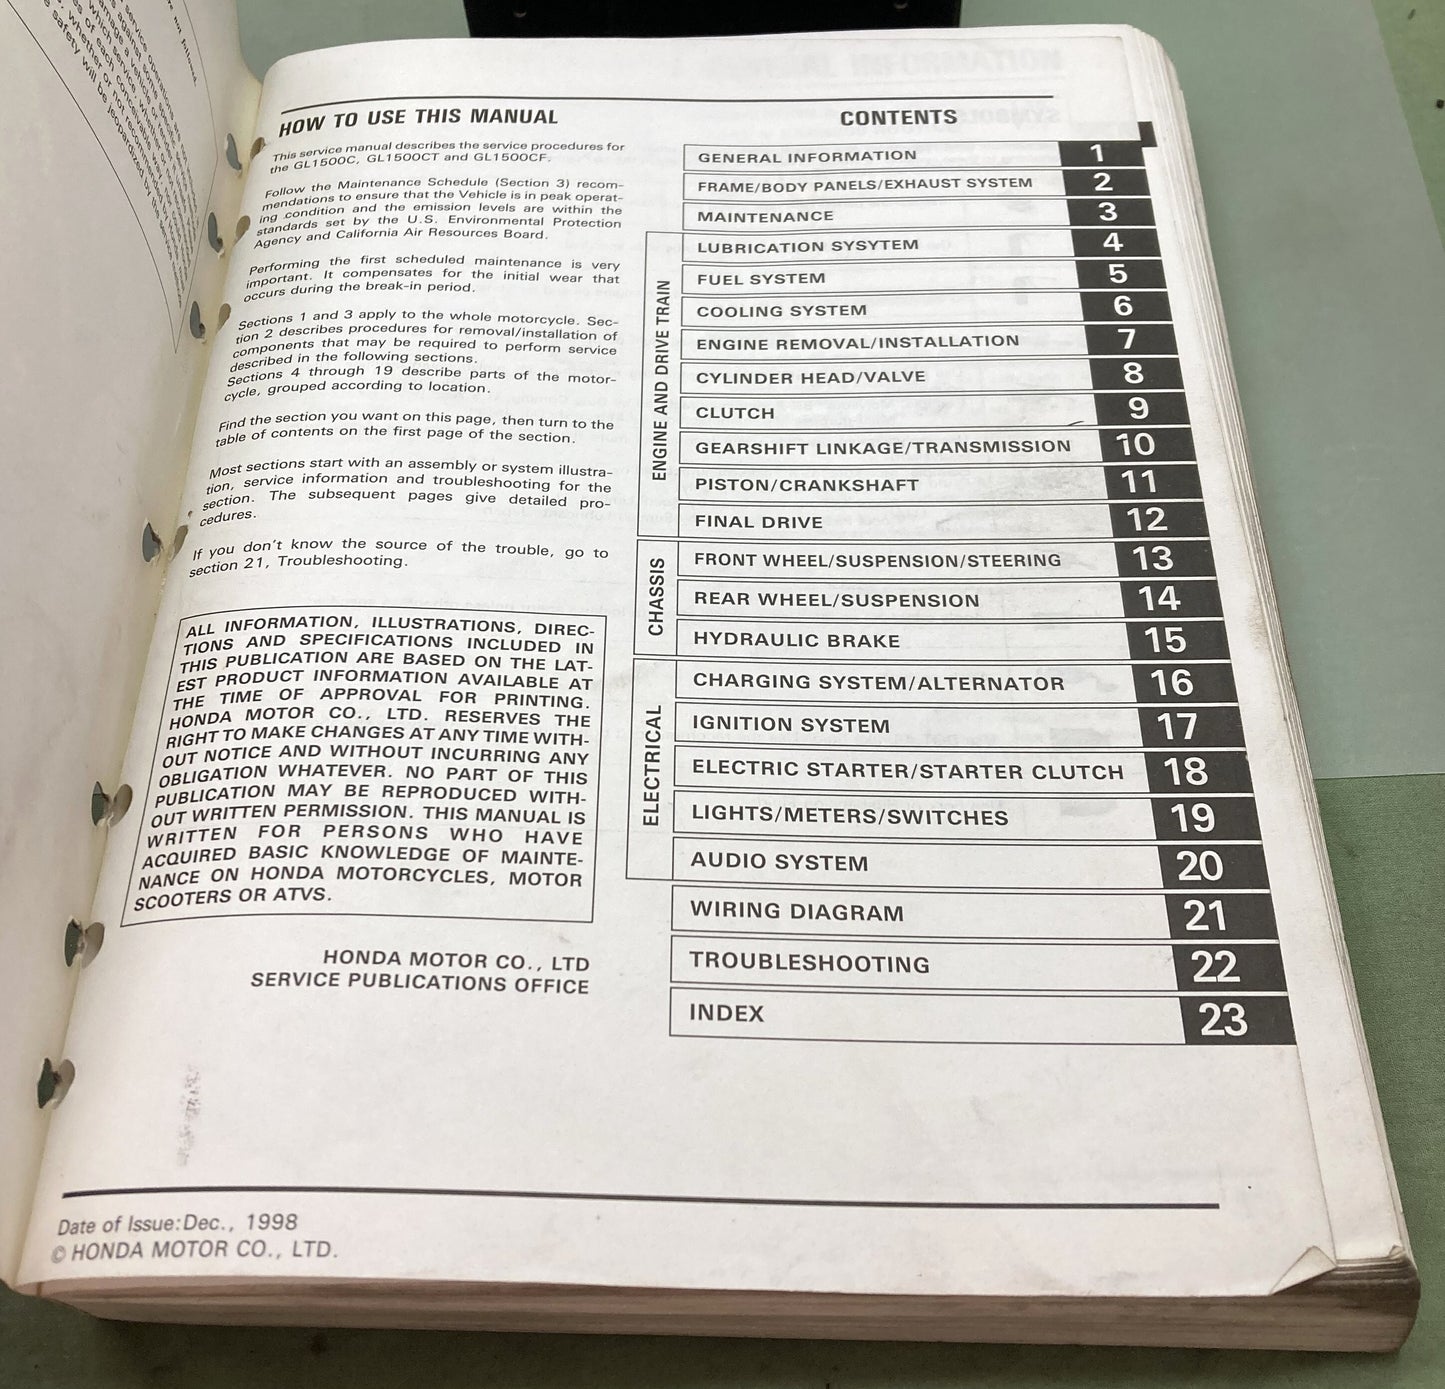 HOW TO USE THIS MANUAL
This service manual describes the service procedures for
the GL1500C, GL1500CT and GL1500CF.
Follow the Maintenance Schedule (Section 3) recom-
mendations to ensure that the Vehicle is in peak operat-
ing condition and the emission levels are within the
standards set by the U.S. Environmental Protection
Agency and California Air Resources Board.
Performing the first scheduled maintenance is very
important. It compensates for the initial wear that
occurs during the break-in period.
Sections 1 and 3 apply to the whole motorcycle. Sec-
tion 2 describes procedures for removal/installation of
components that may be required to perform service
described in the following sections.
Sections 4 through 19 describe parts of the motor-
cycle, grouped according to location.
Find the section you want on this page, then turn to the
table of contents on the first page of the section.
Most sections start with an assembly or system illustra-
tion, service information and troubleshooting for the
section. The subsequent pages give detailed pro-
cedures.
If you don't know the source of the trouble, go to
section 21, Troubleshooting.
ALL INFORMATION, ILLUSTRATIONS, DIREC-
TIONS AND SPECIFICATIONS INCLUDED IN
THIS PUBLICATION ARE BASED ON THE LAT-
EST PRODUCT INFORMATION AVAILABLE AT
THE TIME OF APPROVAL FOR PRINTING.
HONDA MOTOR CO., LTD. RESERVES THE
RIGHT TO MAKE CHANGES AT ANY TIME WITH-
OUT NOTICE AND WITHOUT INCURRING ANY
OBLIGATION WHATEVER. NO PART OF THIS
PUBLICATION MAY BE REPRODUCED WITH-
OUT WRITTEN PERMISSION. THIS MANUAL IS
WRITTEN FOR PERSONS WHO HAVE
ACQUIRED BASIC KNOWLEDGE OF MAINTE-
NANCE ON HONDA MOTORCYCLES, MOTOR
SCOOTERS OR ATVS.
HONDA MOTOR CO., LTD
SERVICE PUBLICATIONS OFFICE
CONTENTS
GENERAL INFORMATION 1
FRAME/BODY PANELS/EXHAUST SYSTEM 2
MAINTENANCE 3
ENGINE AND DRIVE TRAIN
LUBRICATION SYSYTEM 4
FUEL SYSTEM 5
COOLING SYSTEM 6
ENGINE REMOVAL/INSTALLATION 7
CYLINDER HEAD/VALVE 8
CLUTCH 9
GEARSHIFT LINKAGE/TRANSMISSION 10
PISTON/CRANKSHAFT 11
FINAL DRIVE 12
CHASSIS
FRONT WHEEL/SUSPENSION/STEERING 13
REAR WHEEL/SUSPENSION 14
HYDRAULIC BRAKE 15
ELECTRICAL
CHARGING SYSTEM/ALTERNATOR 16
IGNITION SYSTEM 17
ELECTRIC STARTER/STARTER CLUTCH 18
LIGHTS/METERS/SWITCHES 19
AUDIO SYSTEM 20
WIRING DIAGRAM 21
TROUBLESHOOTING 22
INDEX 23
Date of Issue:Dec., 1998
© HONDA MOTOR CO., LTD.